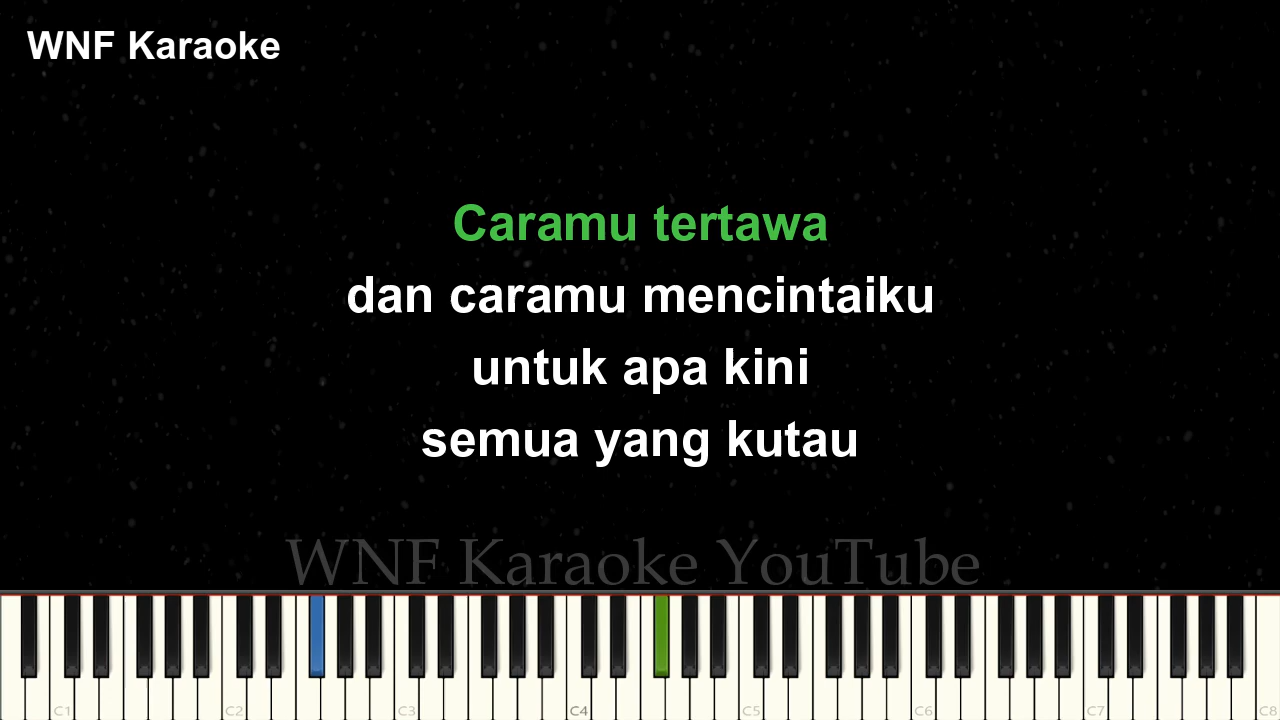 WNF Karaoke
Caramu tertawa
dan caramu mencintaiku
untuk apa kini
semua yang kutau
WNF Karaoke YouTube
C1 C2 C3 C4 C5 C6 C7 C8